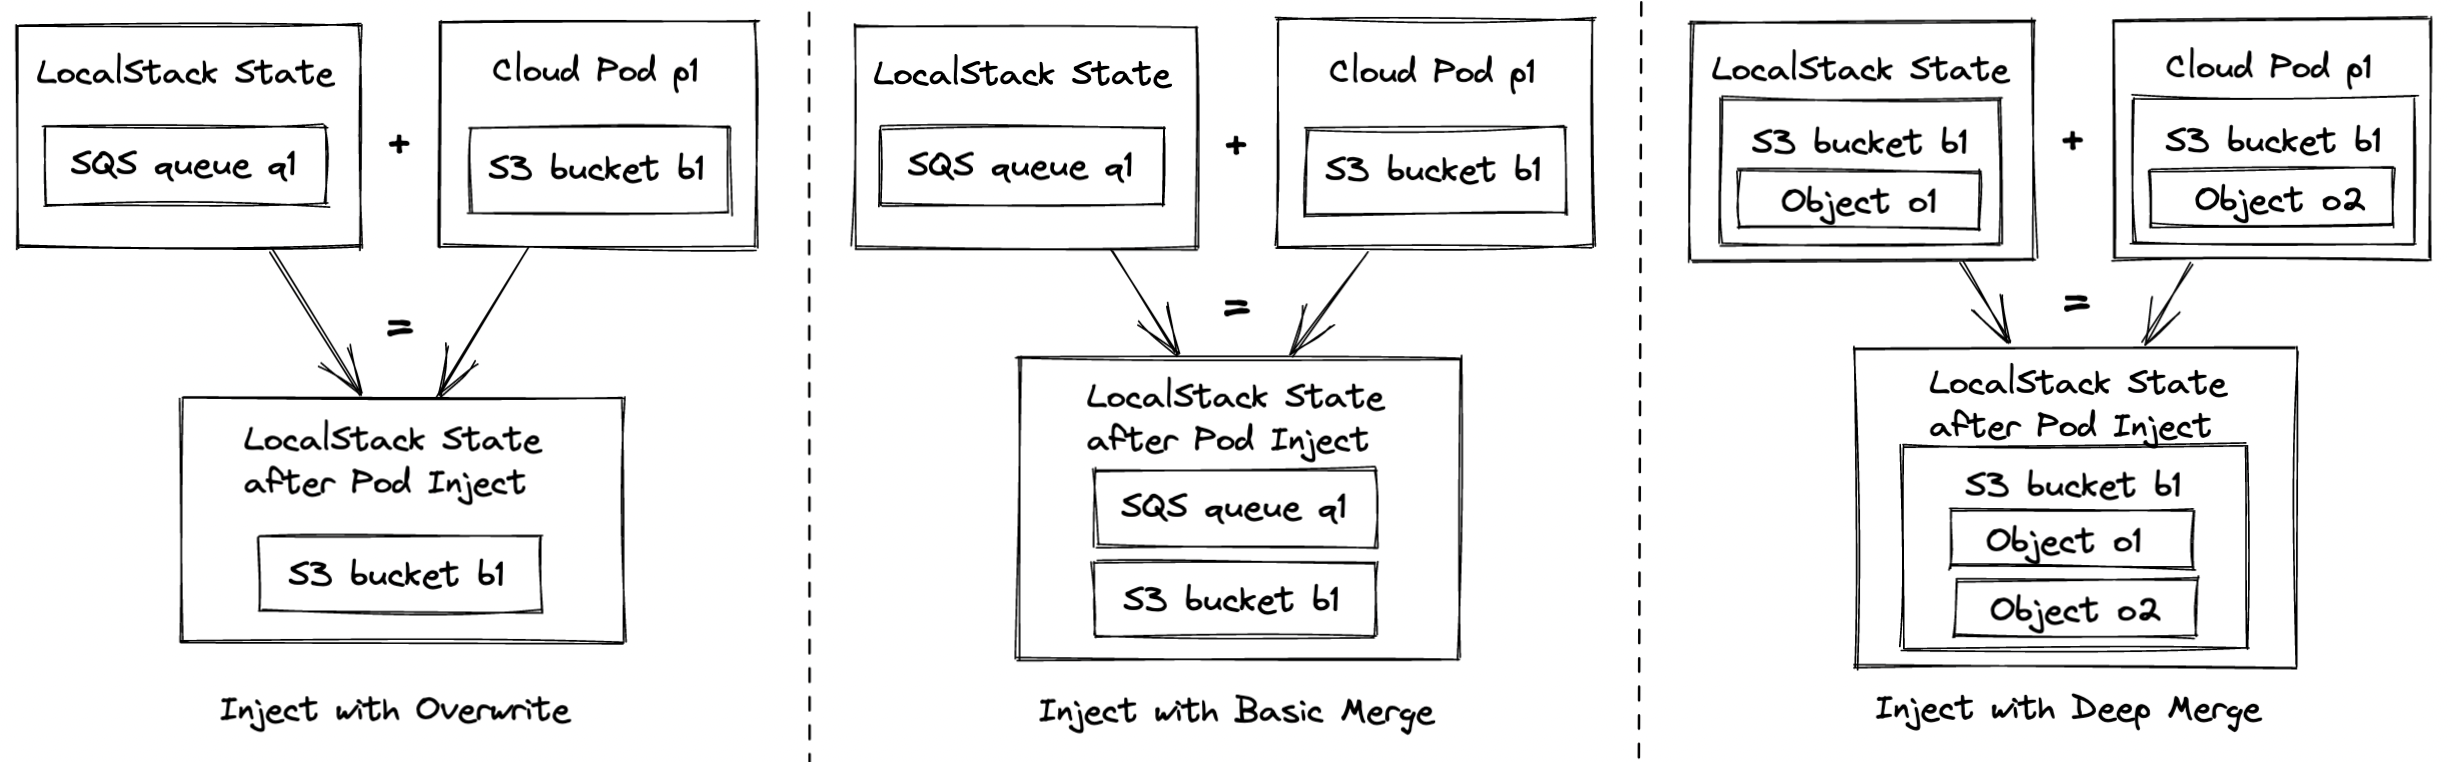 LocalStack State
SQS queue q1
+
Cloud Pod p1
S3 bucket b1
=
LocalStack State
after Pod Inject
S3 bucket b1
Inject with Overwrite
LocalStack State
SQS queue q1
+
Cloud Pod p1
S3 bucket b1
=
LocalStack State
after Pod Inject
SQS queue q1
S3 bucket b1
Inject with Basic Merge
LocalStack State
S3 bucket b1
Object o1
+
Cloud Pod p1
S3 bucket b1
Object o2
=
LocalStack State
after Pod Inject
S3 bucket b1
Object o1
Object o2
Inject with Deep Merge